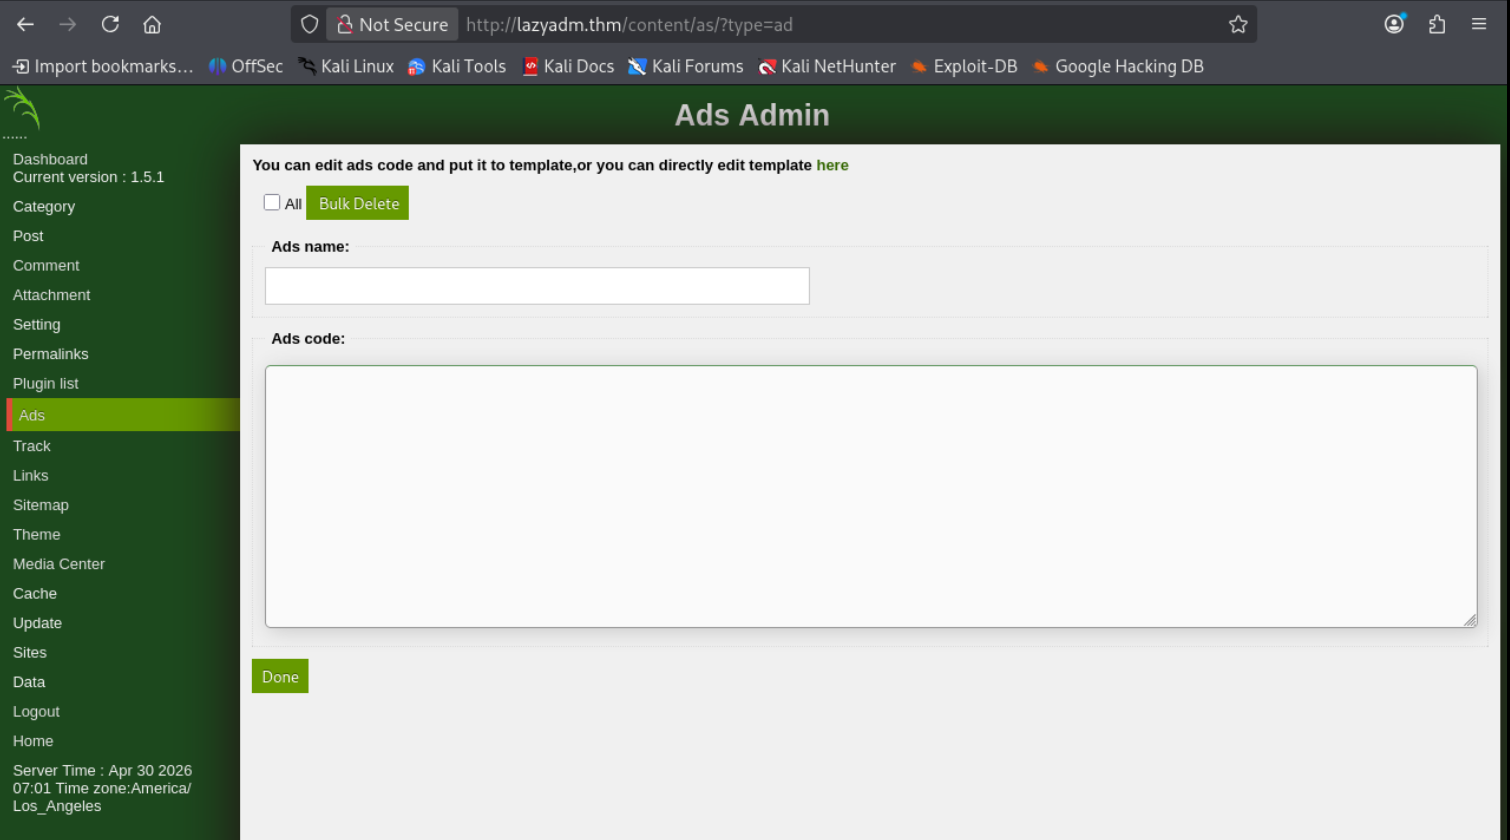 Not Secure http://lazyadm.thm/content/as/?type=ad
Import bookmarks... OffSec Kali Linux Kali Tools Kali Docs Kali Forums Kali NetHunter Exploit-DB Google Hacking DB
......
Ads Admin
Dashboard
Current version : 1.5.1
Category
Post
Comment
Attachment
Setting
Permalinks
Plugin list
Ads
Track
Links
Sitemap
Theme
Media Center
Cache
Update
Sites
Data
Logout
Home
Server Time : Apr 30 2026
07:01 Time zone:America/
Los_Angeles
You can edit ads code and put it to template,or you can directly edit template here
All Bulk Delete
Ads name:
Ads code:
Done